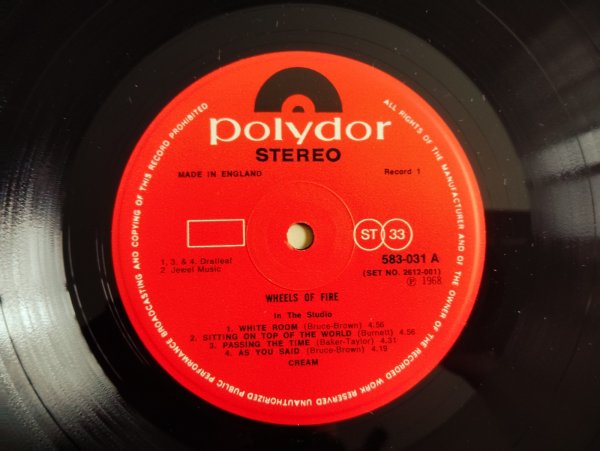 polydor
STEREO
MADE IN ENGLAND
Record 1
ST 33
1, 3, & 4. Dratleaf
2. Jewel Music
583-031 A
(SET NO. 2612-001)
Ⓟ 1968
WHEELS OF FIRE
In The Studio
1. WHITE ROOM (Bruce-Brown) 4.56
2. SITTING ON TOP OF THE WORLD (Burnett) 4.56
3. PASSING THE TIME (Baker-Taylor) 4.31
4. AS YOU SAID (Bruce-Brown) 4.19
CREAM
ALL RIGHTS OF THE MANUFACTURER AND OF THE OWNER OF THE RECORDED WORK RESERVED UNAUTHORIZED PUBLIC PERFORMANCE BROADCASTING AND COPYING OF THIS RECORD PROHIBITED